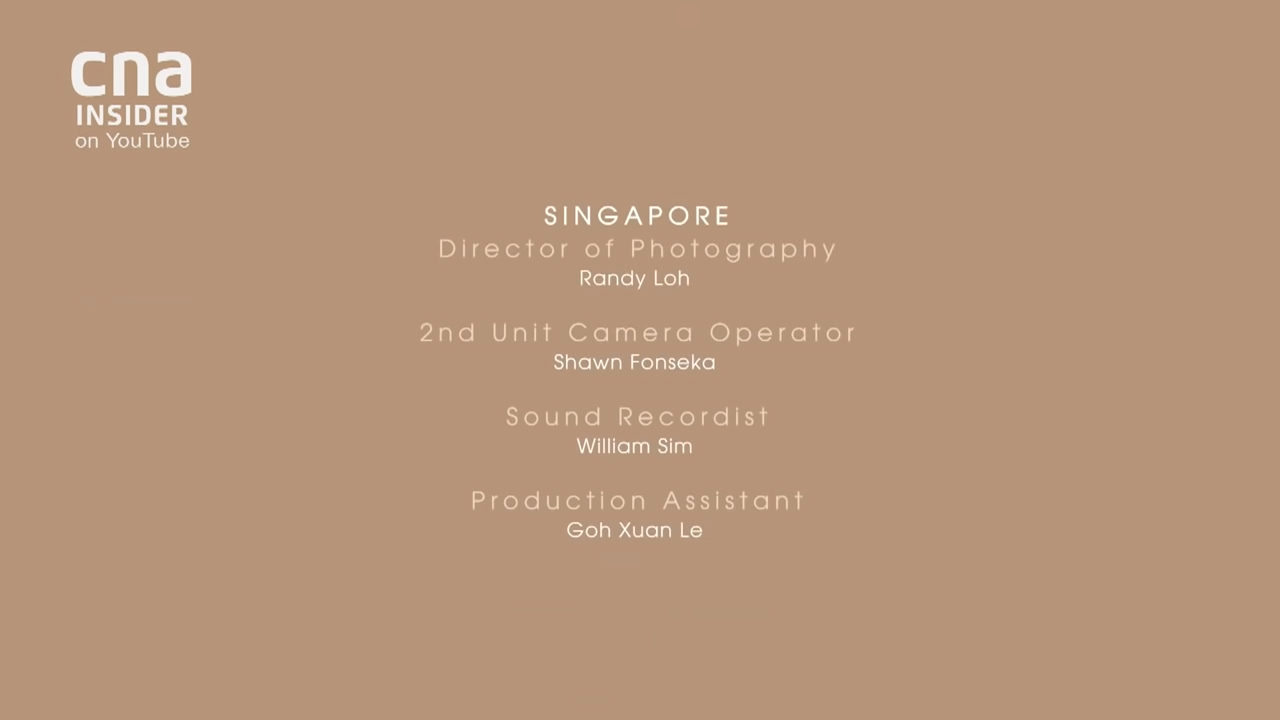 cna
INSIDER
on YouTube
SINGAPORE
Director of Photography
Randy Loh
2nd Unit Camera Operator
Shawn Fonseka
Sound Recordist
William Sim
Production Assistant
Goh Xuan Le